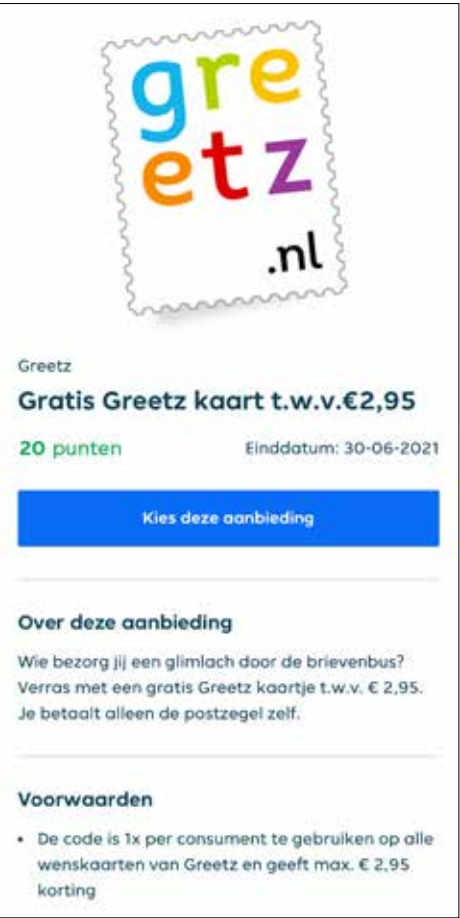 gre
etz
.nl
Greetz
Gratis Greetz kaart t.w.v.€2,95
20 punten Einddatum: 30-06-2021
Kies deze aanbieding
Over deze aanbieding
Wie bezorg jij een glimlach door de brievenbus?
Verras met een gratis Greetz kaartje t.w.v. € 2,95.
Je betaalt alleen de postzegel zelf.
Voorwaarden
• De code is 1x per consument te gebruiken op alle
wenskaarten van Greetz en geeft max. € 2,95
korting